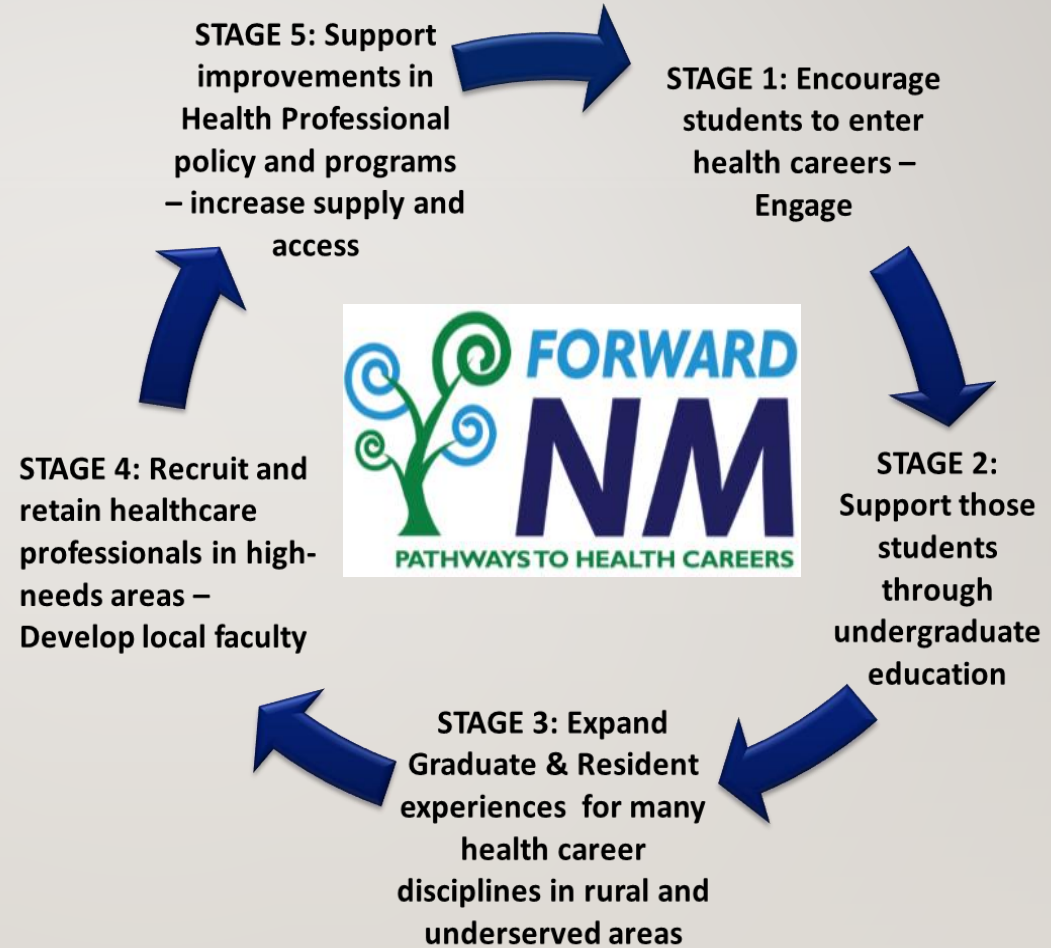 STAGE 5: Support
improvements in
Health Professional
policy and programs
– increase supply and
access
STAGE 1: Encourage
students to enter
health careers –
Engage
FORWARD
NM
PATHWAYS TO HEALTH CAREERS
STAGE 2:
Support those
students
through
undergraduate
education
STAGE 3: Expand
Graduate & Resident
experiences for many
health career
disciplines in rural and
underserved areas
STAGE 4: Recruit and
retain healthcare
professionals in high-
needs areas –
Develop local faculty